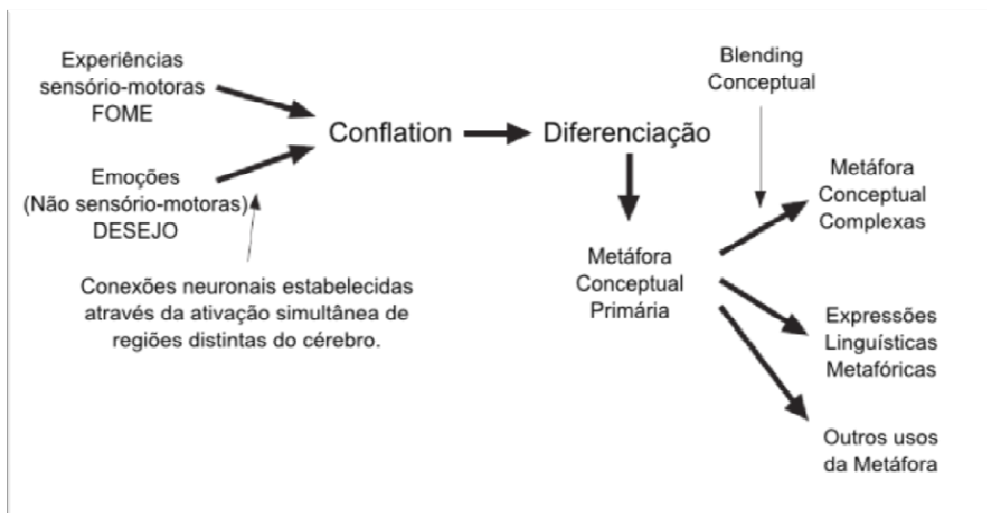 Experiências
sensório-motoras
FOME
Emoções
(Não sensório-motoras)
DESEJO
Conexões neuronais estabelecidas
através da ativação simultânea de
regiões distintas do cérebro.
Conflation
Diferenciação
Metáfora
Conceptual
Primária
Blending
Conceptual
Metáfora
Conceptual
Complexas
Expressões
Linguísticas
Metafóricas
Outros usos
da Metáfora